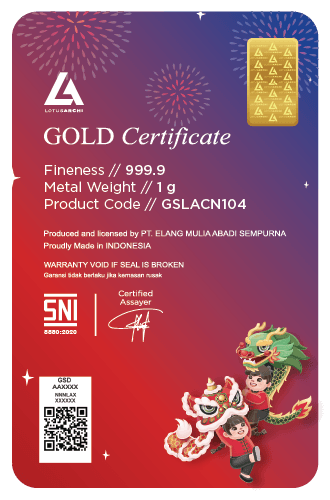 LOTUSARCHI
GOLD Certificate
Fineness // 999.9
Metal Weight // 1 g
Product Code // GSLACN104
Produced and licensed by PT. ELANG MULIA ABADI SEMPURNA
Proudly Made in INDONESIA
WARRANTY VOID IF SEAL IS BROKEN
Garansi tidak berlaku jika kemasan rusak
SNI
8880:2020
Certified
Assayer
GSD
AAXXXX
NNNLAX
XXXXXX